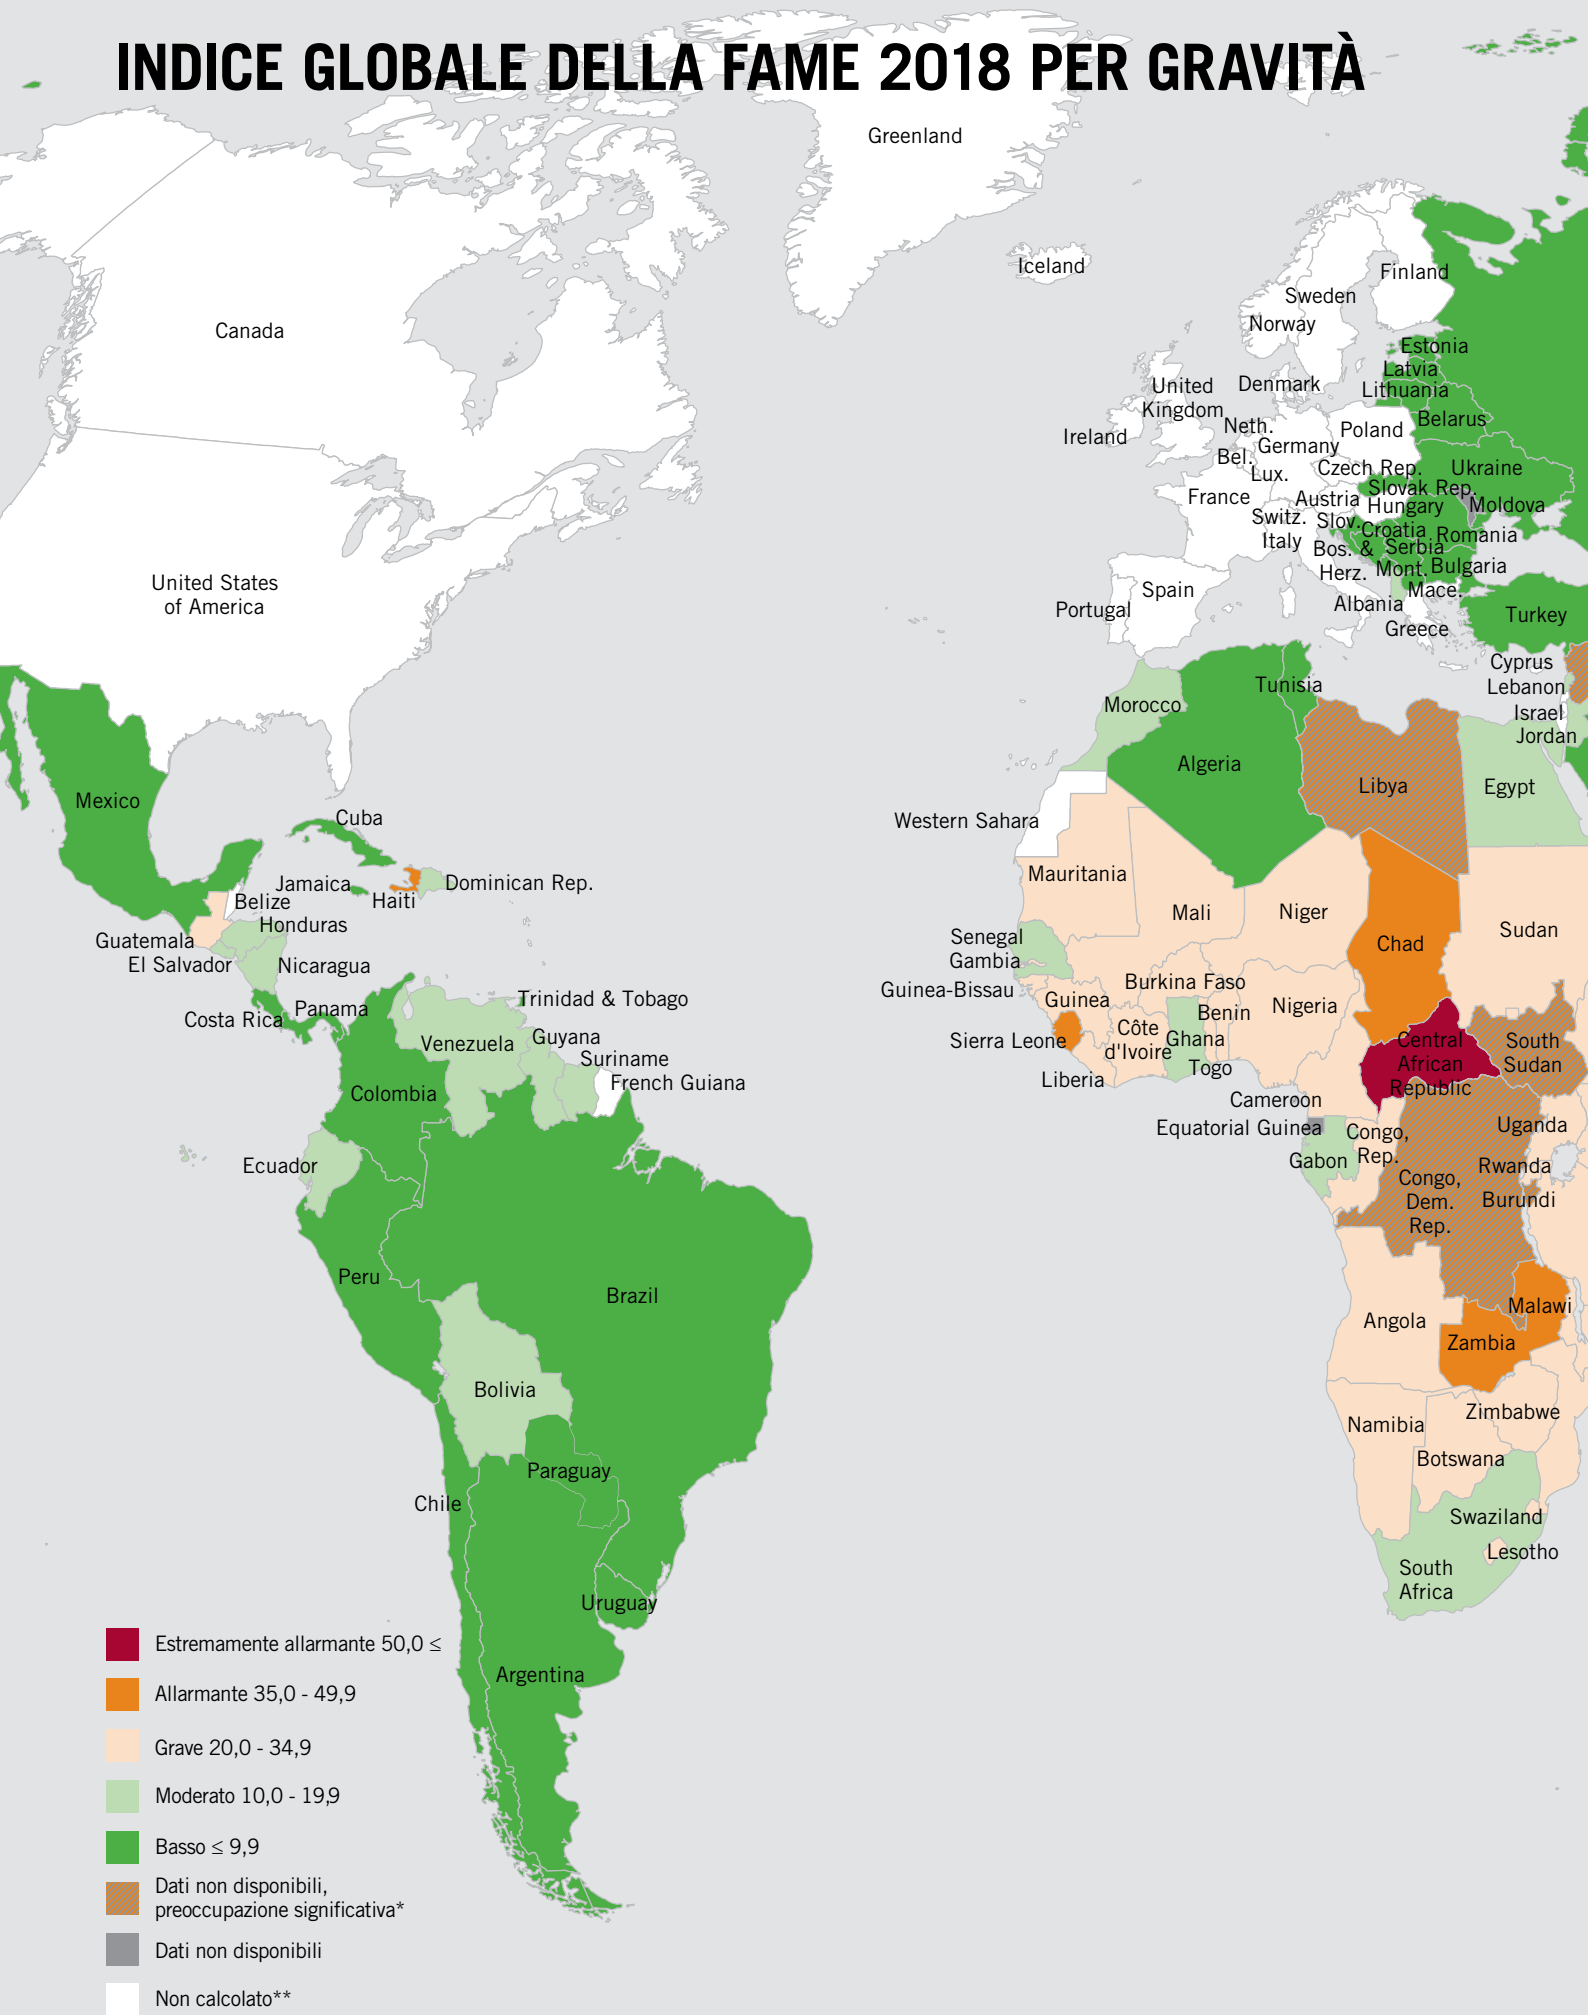 INDICE GLOBALE DELLA FAME 2018 PER GRAVITÀ
Greenland
Iceland
Finland
Sweden
Norway
Canada
Estonia
Latvia
Lithuania
United
Kingdom
Denmark
Belarus
Neth.
Poland
Ireland
Germany
Bel.
Lux.
Czech Rep.
Ukraine
Slovak Rep.
France
Austria
Hungary
Moldova
Switz.
Slov.
Croatia
Romania
Italy
Bos. &
Herz.
Serbia
Mont.
Bulgaria
United States
of America
Spain
Mace.
Portugal
Albania
Turkey
Greece
Cyprus
Lebanon
Tunisia
Morocco
Israel
Jordan
Algeria
Libya
Egypt
Mexico
Cuba
Western Sahara
Mauritania
Jamaica
Dominican Rep.
Belize
Haiti
Honduras
Mali
Niger
Guatemala
Chad
Sudan
El Salvador
Nicaragua
Senegal
Gambia
Burkina Faso
Guinea-Bissau
Guinea
Trinidad & Tobago
Panama
Costa Rica
Benin
Nigeria
Venezuela
Guyana
Sierra Leone
Côte
d'Ivoire
Ghana
Central
African
Republic
South
Sudan
Suriname
French Guiana
Togo
Liberia
Colombia
Cameroon
Equatorial Guinea
Congo,
Rep.
Uganda
Ecuador
Gabon
Rwanda
Congo,
Dem.
Rep.
Burundi
Peru
Brazil
Malawi
Angola
Zambia
Bolivia
Zimbabwe
Namibia
Botswana
Paraguay
Chile
Swaziland
Lesotho
South
Africa
Uruguay
Argentina
Estremamente allarmante 50,0 ≤
Allarmante 35,0 - 49,9
Grave 20,0 - 34,9
Moderato 10,0 - 19,9
Basso ≤ 9,9
Dati non disponibili,
preoccupazione significativa*
Dati non disponibili
Non calcolato**